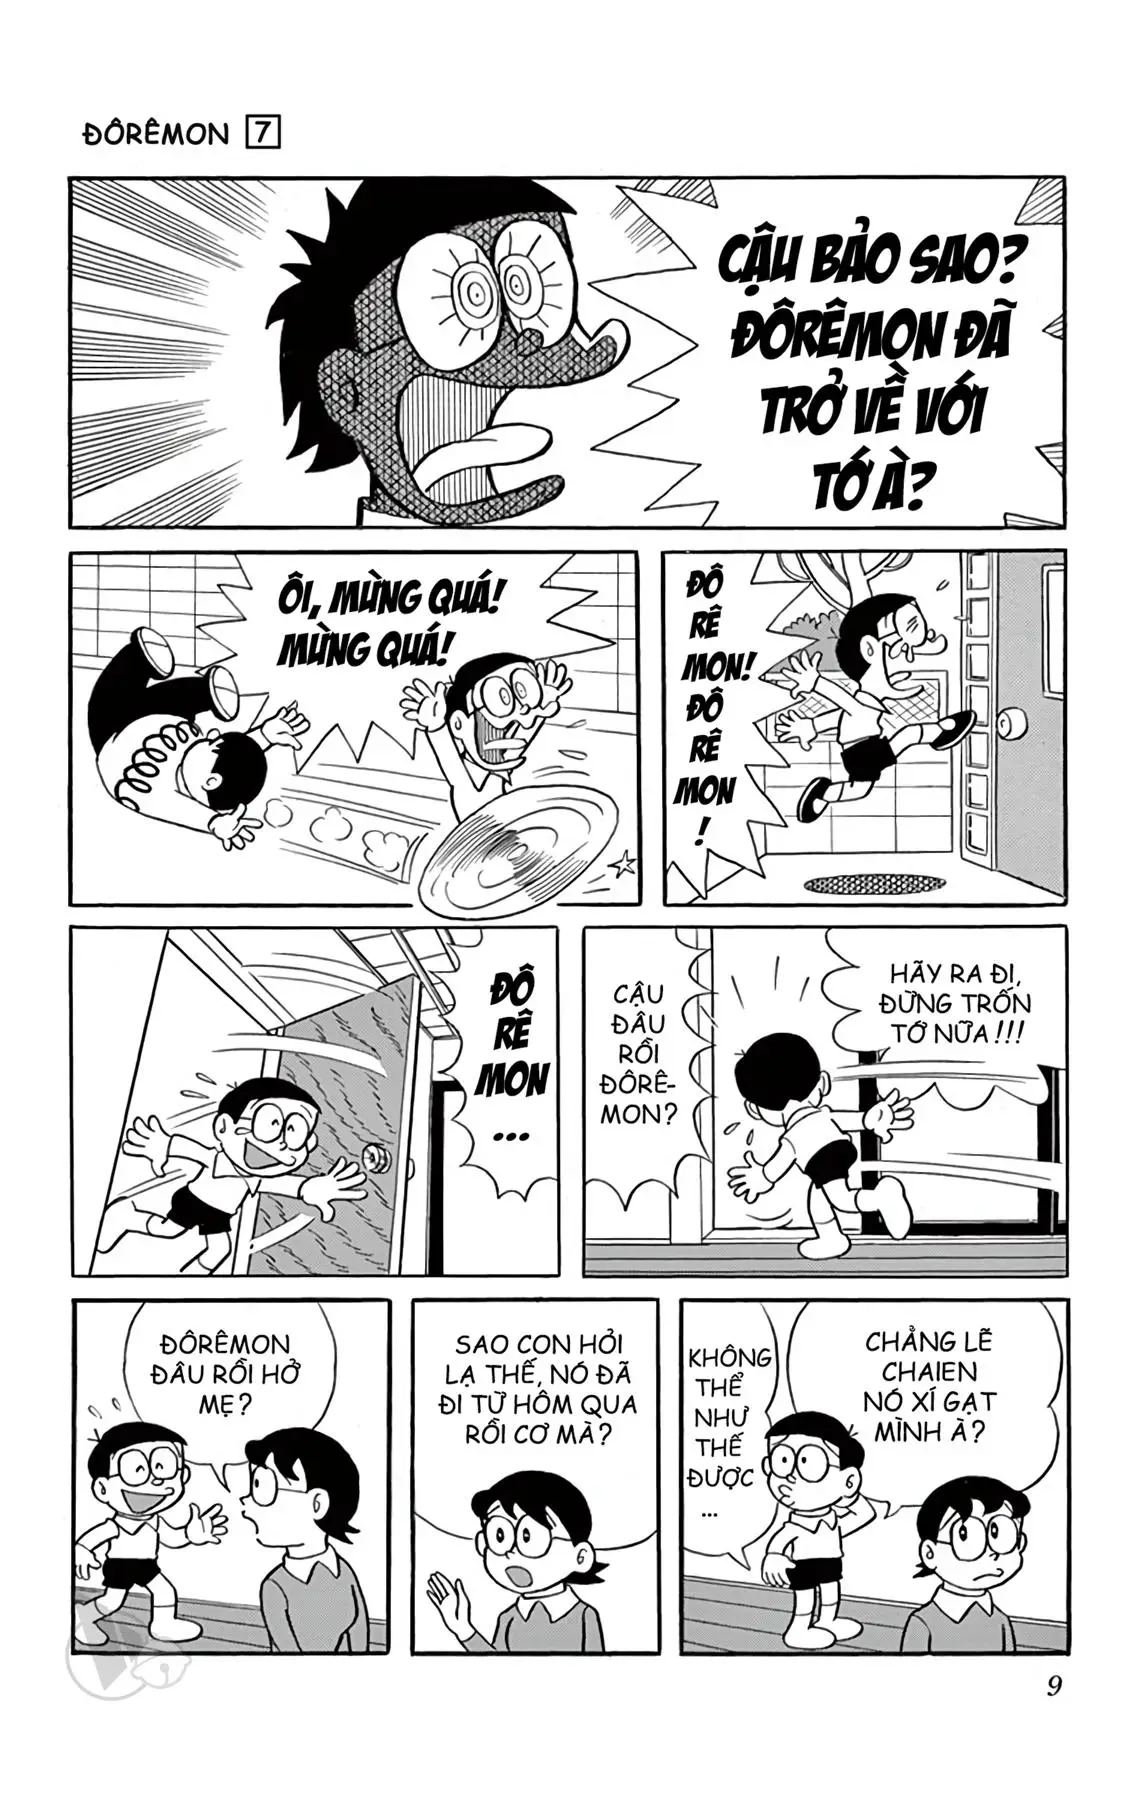 ĐÔRÊMON 7
CẬU BẢO SAO?
ĐÔRÊMON ĐÃ
TRỞ VỀ VỚI
TỚ À?
ÔI, MỪNG QUÁ!
MỪNG QUÁ!
ĐÔ
RÊ
MON!
ĐÔ
RÊ
MON
!
ĐÔ
RÊ
MON
...
CẬU
ĐÂU
RỒI
ĐÔRÊ-
MON?
HÃY RA ĐI,
ĐỪNG TRỐN
TỚ NỮA!!!
ĐÔRÊMON
ĐÂU RỒI HỞ
MẸ?
SAO CON HỎI
LẠ THẾ, NÓ ĐÃ
ĐI TỪ HÔM QUA
RỒI CƠ MÀ?
KHÔNG
THỂ
NHƯ
THẾ
ĐƯỢC
...
CHẲNG LẼ
CHAIEN
NÓ XÍ GẠT
MÌNH À?
9